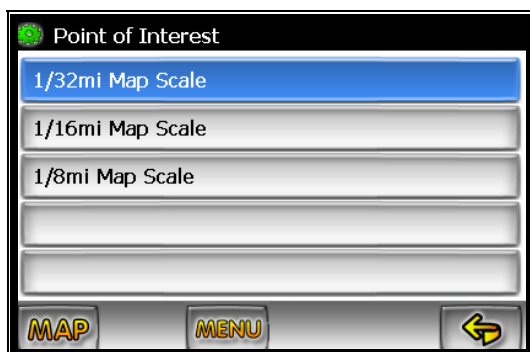 Point of Interest
1/32mi Map Scale
1/16mi Map Scale
1/8mi Map Scale
MAP MENU